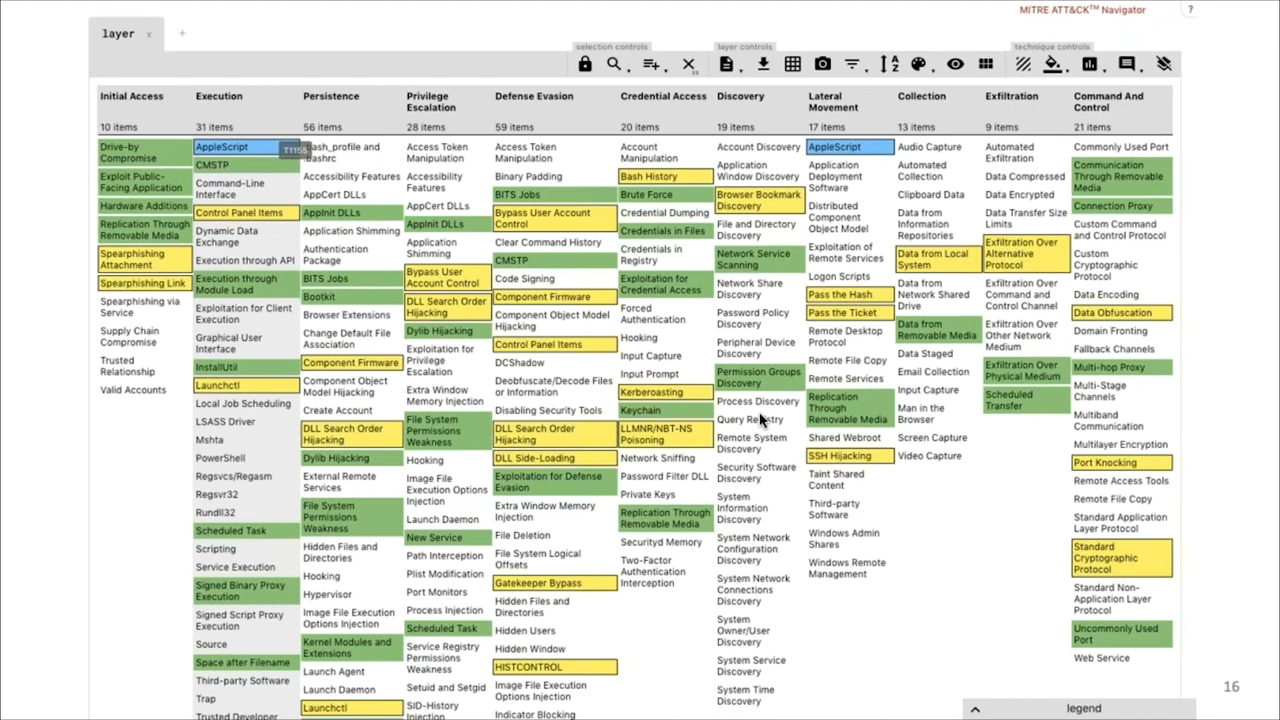 MITRE ATT&CK™ Navigator
?
layer x +
selection controls
layer controls
technique controls
Initial Access
10 items
Drive-by
Compromise
Exploit Public-
Facing Application
Hardware Additions
Replication Through
Removable Media
Spearphishing
Attachment
Spearphishing Link
Spearphishing via
Service
Supply Chain
Compromise
Trusted
Relationship
Valid Accounts
Execution
31 items
AppleScript
T1155
CMSTP
Command-Line
Interface
Control Panel Items
Dynamic Data
Exchange
Execution through API
Execution through
Module Load
Exploitation for Client
Execution
Graphical User
Interface
InstallUtil
Launchctl
Local Job Scheduling
LSASS Driver
Mshta
PowerShell
Regsvcs/Regasm
Regsvr32
Rundll32
Scheduled Task
Scripting
Service Execution
Signed Binary Proxy
Execution
Signed Script Proxy
Execution
Source
Space after Filename
Third-party Software
Trap
Trusted Developer
Persistence
56 items
bash_profile and
bashrc
Accessibility Features
AppCert DLLs
AppInit DLLs
Application Shimming
Authentication
Package
BITS Jobs
Bootkit
Browser Extensions
Change Default File
Association
Component Firmware
Component Object
Model Hijacking
Create Account
DLL Search Order
Hijacking
Dylib Hijacking
External Remote
Services
File System
Permissions
Weakness
Hidden Files and
Directories
Hooking
Hypervisor
Image File Execution
Options Injection
Kernel Modules and
Extensions
Launch Agent
Launch Daemon
Launchctl
Privilege
Escalation
28 items
Access Token
Manipulation
Accessibility
Features
AppCert DLLs
AppInit DLLs
Application
Shimming
Bypass User
Account Control
DLL Search Order
Hijacking
Dylib Hijacking
Exploitation for
Privilege
Escalation
Extra Window
Memory Injection
File System
Permissions
Weakness
Hooking
Image File
Execution Options
Injection
Launch Daemon
New Service
Path Interception
Plist Modification
Port Monitors
Process Injection
Scheduled Task
Service Registry
Permissions
Weakness
Setuid and Setgid
SID-History
Injection
Defense Evasion
59 items
Access Token
Manipulation
Binary Padding
BITS Jobs
Bypass User Account
Control
Clear Command History
CMSTP
Code Signing
Component Firmware
Component Object Model
Hijacking
Control Panel Items
DCShadow
Deobfuscate/Decode Files
or Information
Disabling Security Tools
DLL Search Order
Hijacking
DLL Side-Loading
Exploitation for Defense
Evasion
Extra Window Memory
Injection
File Deletion
File System Logical
Offsets
Gatekeeper Bypass
Hidden Files and
Directories
Hidden Users
Hidden Window
HISTCONTROL
Image File Execution
Options Injection
Indicator Blocking
Credential Access
20 items
Account
Manipulation
Bash History
Brute Force
Credential Dumping
Credentials in Files
Credentials in
Registry
Exploitation for
Credential Access
Forced
Authentication
Hooking
Input Capture
Input Prompt
Kerberoasting
Keychain
LLMNR/NBT-NS
Poisoning
Network Sniffing
Password Filter DLL
Private Keys
Replication Through
Removable Media
Securityd Memory
Two-Factor
Authentication
Interception
Discovery
19 items
Account Discovery
Application
Window Discovery
Browser Bookmark
Discovery
File and Directory
Discovery
Network Service
Scanning
Network Share
Discovery
Password Policy
Discovery
Peripheral Device
Discovery
Permission Groups
Discovery
Process Discovery
Query Registry
Remote System
Discovery
Security Software
Discovery
System
Information
Discovery
System Network
Configuration
Discovery
System Network
Connections
Discovery
System
Owner/User
Discovery
System Service
Discovery
System Time
Discovery
Lateral
Movement
17 items
AppleScript
Application
Deployment
Software
Distributed
Component
Object Model
Exploitation of
Remote Services
Logon Scripts
Pass the Hash
Pass the Ticket
Remote Desktop
Protocol
Remote File Copy
Remote Services
Replication
Through
Removable Media
Shared Webroot
SSH Hijacking
Taint Shared
Content
Third-party
Software
Windows Admin
Shares
Windows Remote
Management
Collection
13 items
Audio Capture
Automated
Collection
Clipboard Data
Data from
Information
Repositories
Data from Local
System
Data from
Network Shared
Drive
Data from
Removable Media
Data Staged
Email Collection
Input Capture
Man in the
Browser
Screen Capture
Video Capture
Exfiltration
9 items
Automated
Exfiltration
Data Compressed
Data Encrypted
Data Transfer Size
Limits
Exfiltration Over
Alternative
Protocol
Exfiltration Over
Command and
Control Channel
Exfiltration Over
Other Network
Medium
Exfiltration Over
Physical Medium
Scheduled
Transfer
Command And
Control
21 items
Commonly Used Port
Communication
Through Removable
Media
Connection Proxy
Custom Command
and Control Protocol
Custom
Cryptographic
Protocol
Data Encoding
Data Obfuscation
Domain Fronting
Fallback Channels
Multi-hop Proxy
Multi-Stage
Channels
Multiband
Communication
Multilayer Encryption
Port Knocking
Remote Access Tools
Remote File Copy
Standard Application
Layer Protocol
Standard
Cryptographic
Protocol
Standard Non-
Application Layer
Protocol
Uncommonly Used
Port
Web Service
16
legend